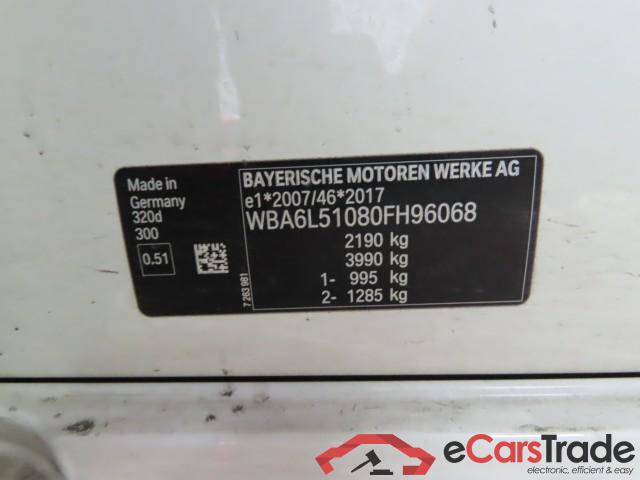 Made in
Germany
320d
300
0.51
7 263 981
BAYERISCHE MOTOREN WERKE AG
e1*2007/46*2017
WBA6L51080FH96068
2190 kg
3990 kg
1- 995 kg
2- 1285 kg
eCarsTrade
electronic, efficient & easy